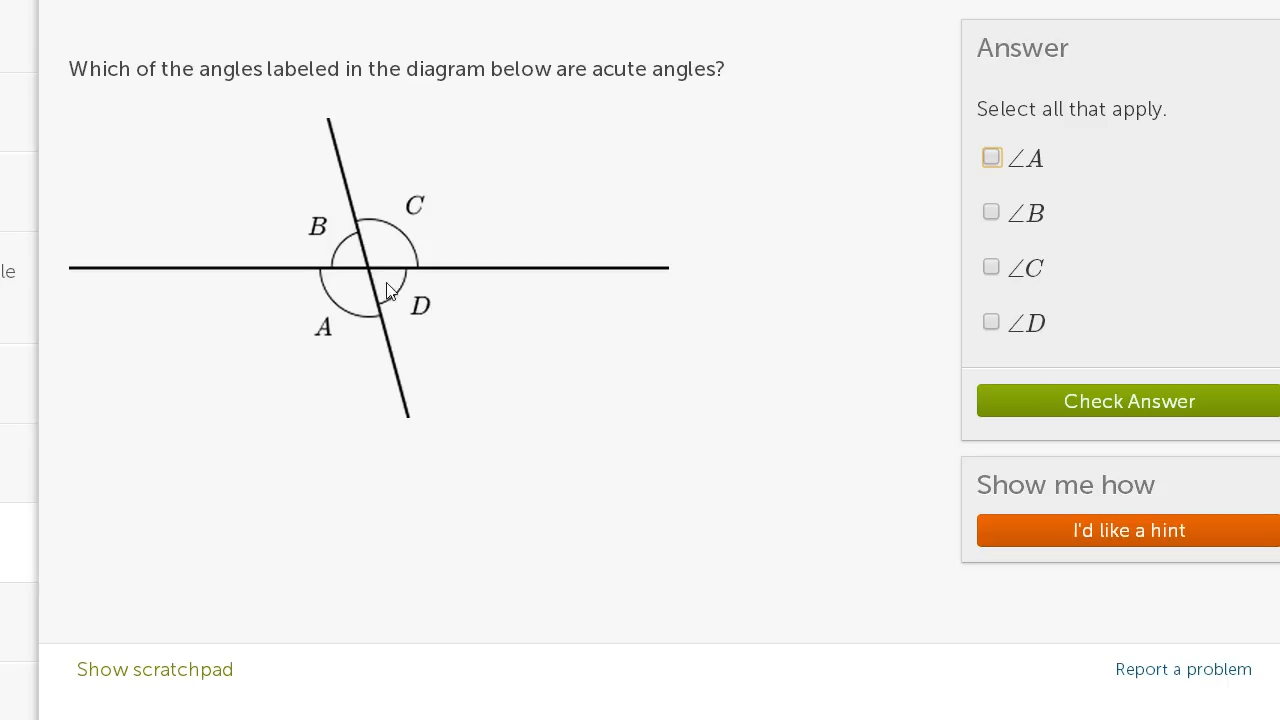 Which of the angles labeled in the diagram below are acute angles?
B
C
A
D
le
Answer
Select all that apply.
∠A
∠B
∠C
∠D
Check Answer
Show me how
I'd like a hint
Show scratchpad
Report a problem